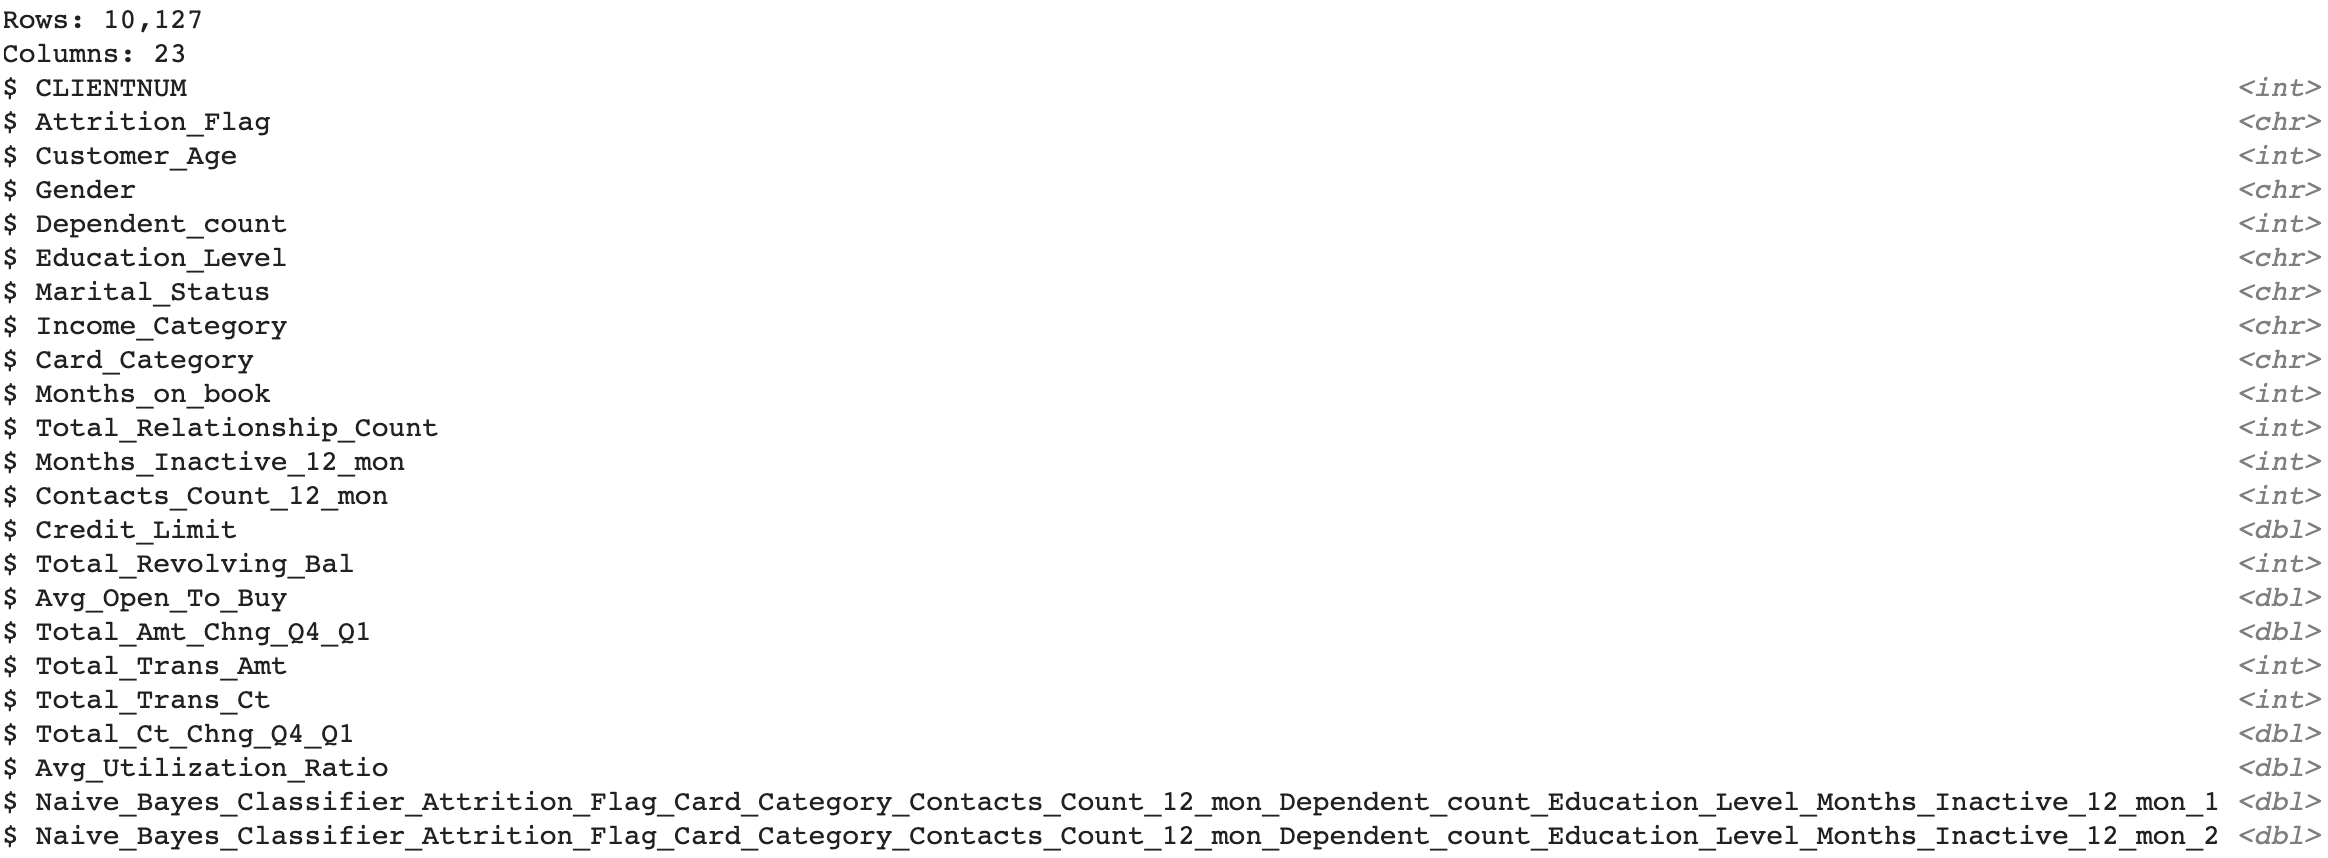 Rows: 10,127
Columns: 23
$ CLIENTNUM <int>
$ Attrition_Flag <chr>
$ Customer_Age <int>
$ Gender <chr>
$ Dependent_count <int>
$ Education_Level <chr>
$ Marital_Status <chr>
$ Income_Category <chr>
$ Card_Category <chr>
$ Months_on_book <int>
$ Total_Relationship_Count <int>
$ Months_Inactive_12_mon <int>
$ Contacts_Count_12_mon <int>
$ Credit_Limit <dbl>
$ Total_Revolving_Bal <int>
$ Avg_Open_To_Buy <dbl>
$ Total_Amt_Chng_Q4_Q1 <dbl>
$ Total_Trans_Amt <int>
$ Total_Trans_Ct <int>
$ Total_Ct_Chng_Q4_Q1 <dbl>
$ Avg_Utilization_Ratio <dbl>
$ Naive_Bayes_Classifier_Attrition_Flag_Card_Category_Contacts_Count_12_mon_Dependent_count_Education_Level_Months_Inactive_12_mon_1 <dbl>
$ Naive_Bayes_Classifier_Attrition_Flag_Card_Category_Contacts_Count_12_mon_Dependent_count_Education_Level_Months_Inactive_12_mon_2 <dbl>